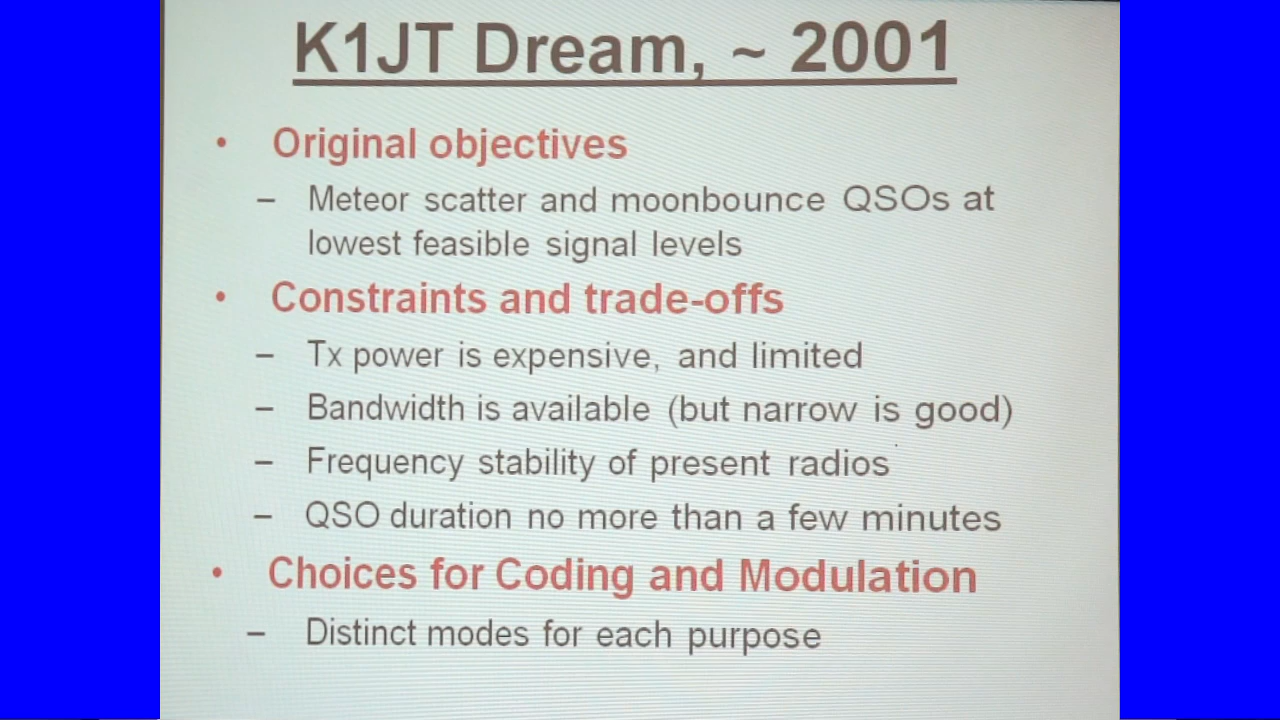 K1JT Dream, ~ 2001
• Original objectives
– Meteor scatter and moonbounce QSOs at
lowest feasible signal levels
• Constraints and trade-offs
– Tx power is expensive, and limited
– Bandwidth is available (but narrow is good)
– Frequency stability of present radios
– QSO duration no more than a few minutes
• Choices for Coding and Modulation
– Distinct modes for each purpose